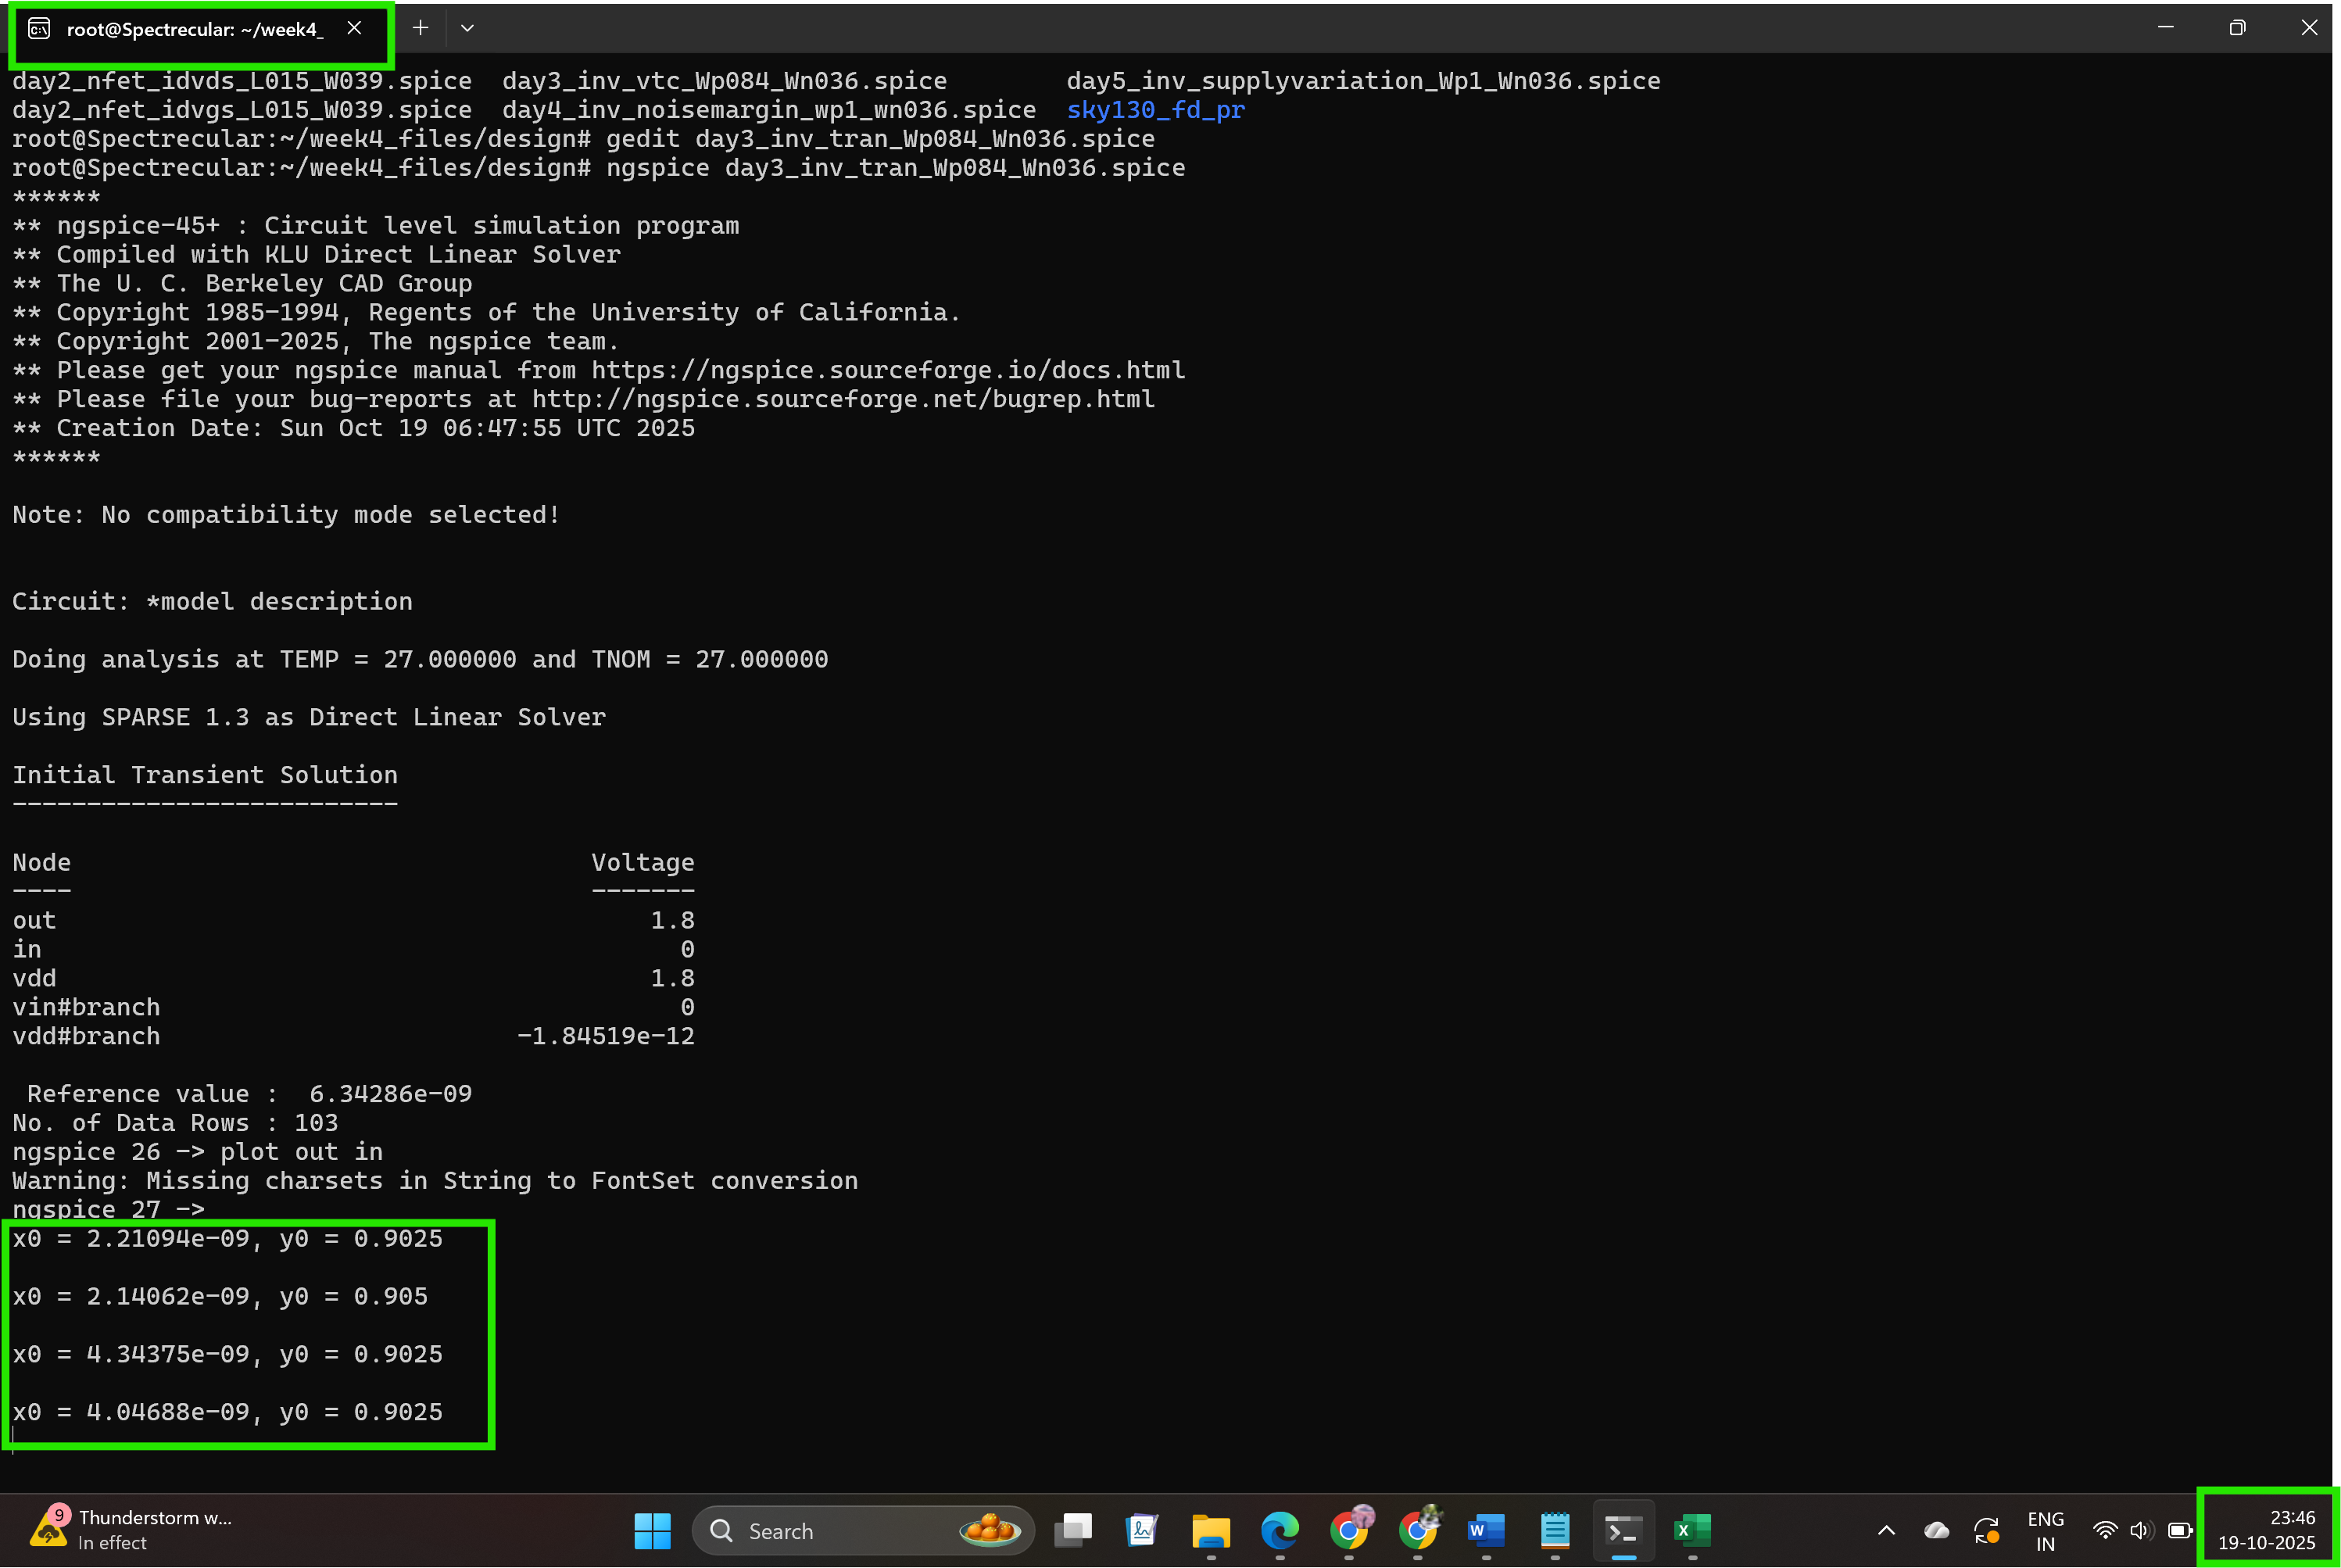 root@Spectrecular: ~/week4_
day2_nfet_idvds_L015_W039.spice  day3_inv_vtc_Wp084_Wn036.spice        day5_inv_supplyvariation_Wp1_Wn036.spice
day2_nfet_idvgs_L015_W039.spice  day4_inv_noisemargin_wp1_wn036.spice  sky130_fd_pr
root@Spectrecular:~/week4_files/design# gedit day3_inv_tran_Wp084_Wn036.spice
root@Spectrecular:~/week4_files/design# ngspice day3_inv_tran_Wp084_Wn036.spice
******
** ngspice-45+ : Circuit level simulation program
** Compiled with KLU Direct Linear Solver
** The U. C. Berkeley CAD Group
** Copyright 1985-1994, Regents of the University of California.
** Copyright 2001-2025, The ngspice team.
** Please get your ngspice manual from https://ngspice.sourceforge.io/docs.html
** Please file your bug-reports at http://ngspice.sourceforge.net/bugrep.html
** Creation Date: Sun Oct 19 06:47:55 UTC 2025
******
Note: No compatibility mode selected!
Circuit: *model description
Doing analysis at TEMP = 27.000000 and TNOM = 27.000000
Using SPARSE 1.3 as Direct Linear Solver
Initial Transient Solution
--------------------------
Node                                   Voltage
----                                   -------
out                                        1.8
in                                           0
vdd                                        1.8
vin#branch                                   0
vdd#branch                        -1.84519e-12
Reference value :  6.34286e-09
No. of Data Rows : 103
ngspice 26 -> plot out in
Warning: Missing charsets in String to FontSet conversion
ngspice 27 ->
x0 = 2.21094e-09, y0 = 0.9025
x0 = 2.14062e-09, y0 = 0.905
x0 = 4.34375e-09, y0 = 0.9025
x0 = 4.04688e-09, y0 = 0.9025
9
Thunderstorm w...
In effect
Search
ENG
IN
23:46
19-10-2025